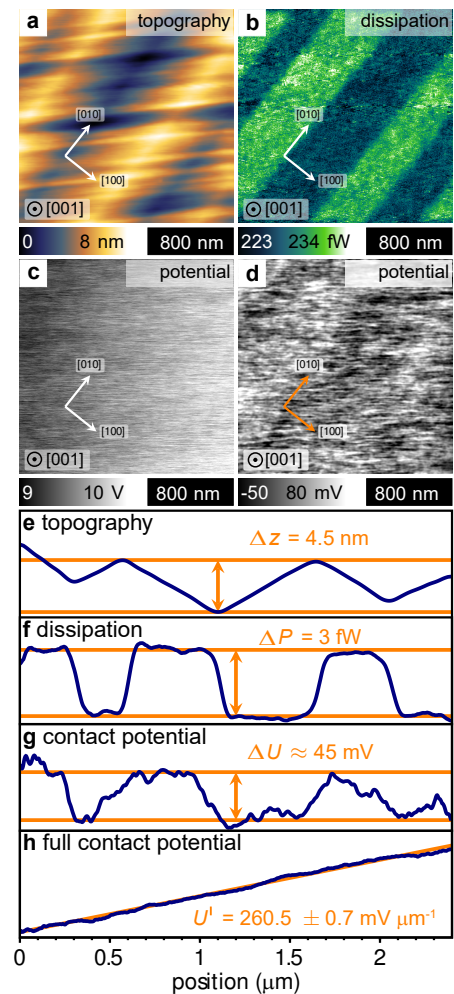 a topography
[010]
[100]
⊙[001]
0 8 nm 800 nm
b dissipation
[010]
[100]
⊙[001]
223 234 fW 800 nm
c potential
[010]
[100]
⊙[001]
9 10 V 800 nm
d potential
[010]
[100]
⊙[001]
-50 80 mV 800 nm
e topography
Δz = 4.5 nm
f dissipation
ΔP = 3 fW
g contact potential
ΔU ≈ 45 mV
h full contact potential
U' = 260.5 ± 0.7 mV μm⁻¹
0 0.5 1 1.5 2
position (μm)